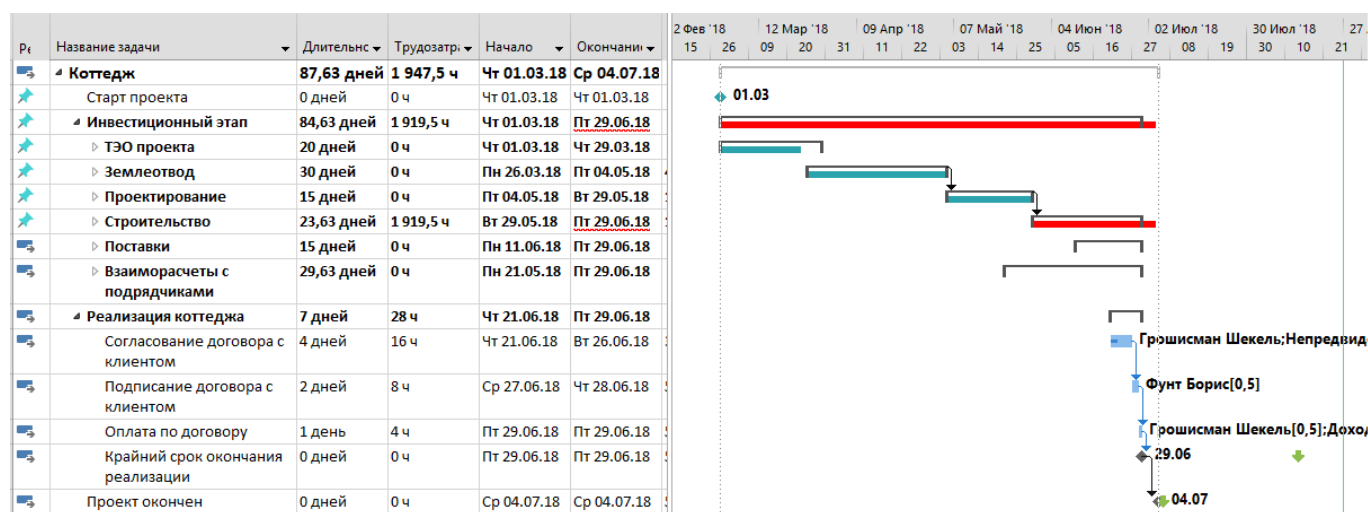 2 Фев '18 12 Мар '18 09 Апр '18 07 Май '18 04 Июн '18 02 Июл '18 30 Июл '18 27
Ре Название задачи Длительнс Трудозатр Начало Окончани 15 26 09 20 31 11 22 03 14 25 05 16 27 08 19 30 10 21
Коттедж 87,63 дней 1 947,5 ч Чт 01.03.18 Ср 04.07.18
Старт проекта 0 дней 0 ч Чт 01.03.18 Чт 01.03.18 01.03
Инвестиционный этап 84,63 дней 1 919,5 ч Чт 01.03.18 Пт 29.06.18
ТЭО проекта 20 дней 0 ч Чт 01.03.18 Чт 29.03.18
Землеотвод 30 дней 0 ч Пн 26.03.18 Пт 04.05.18
Проектирование 15 дней 0 ч Пт 04.05.18 Вт 29.05.18
Строительство 23,63 дней 1 919,5 ч Вт 29.05.18 Пт 29.06.18
Поставки 15 дней 0 ч Пн 11.06.18 Пт 29.06.18
Взаиморасчеты с 29,63 дней 0 ч Пн 21.05.18 Пт 29.06.18
подрядчиками
Реализация коттеджа 7 дней 28 ч Чт 21.06.18 Пт 29.06.18
Согласование договора с 4 дней 16 ч Чт 21.06.18 Вт 26.06.18 Грошисман Шекель;Непредвид
клиентом
Подписание договора с 2 дней 8 ч Ср 27.06.18 Чт 28.06.18 Фунт Борис[0,5]
клиентом
Оплата по договору 1 день 4 ч Пт 29.06.18 Пт 29.06.18 Грошисман Шекель[0,5];Дохо
Крайний срок окончания 0 дней 0 ч Пт 29.06.18 Пт 29.06.18 29.06
реализации
Проект окончен 0 дней 0 ч Ср 04.07.18 Ср 04.07.18 04.07